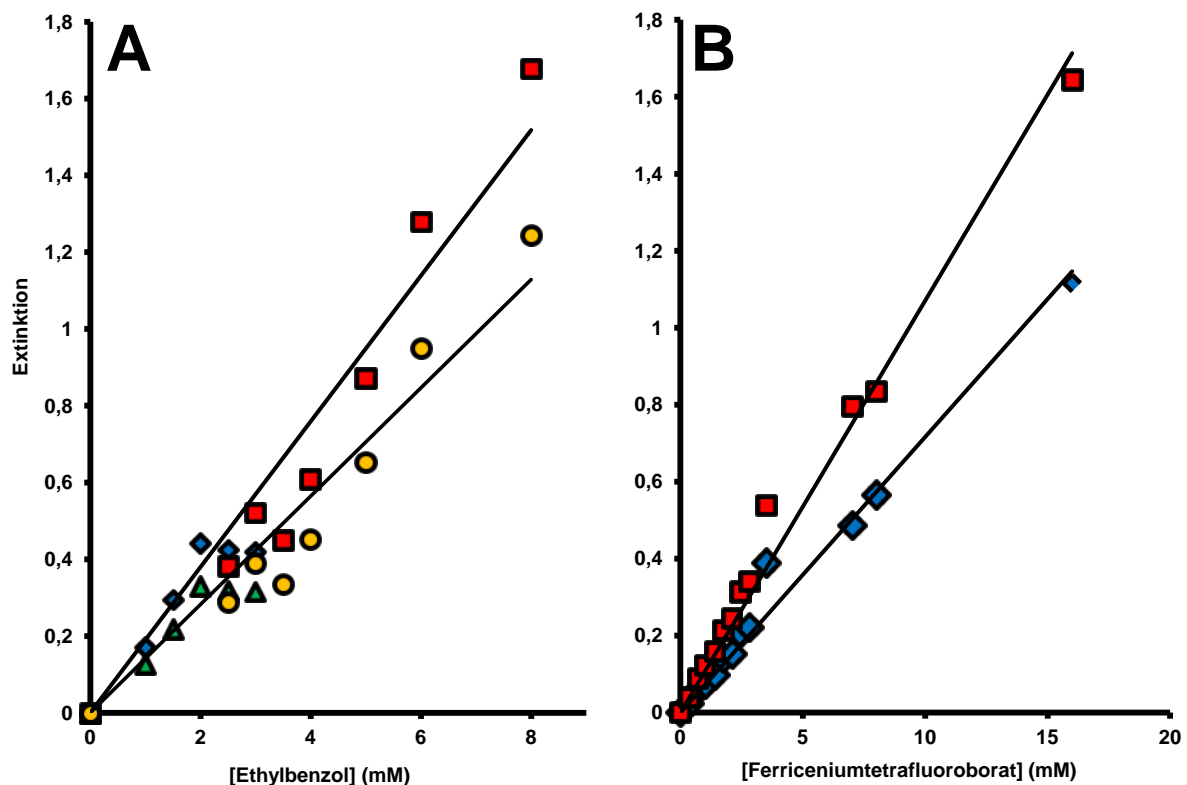 A
1,8
1,6
1,4
1,2
1
0,8
0,6
0,4
0,2
0
Extinktion
0 2 4 6 8
[Ethylbenzol] (mM)
B
1,8
1,6
1,4
1,2
1
0,8
0,6
0,4
0,2
0
0 5 10 15 20
[Ferriceniumtetrafluoroborat] (mM)